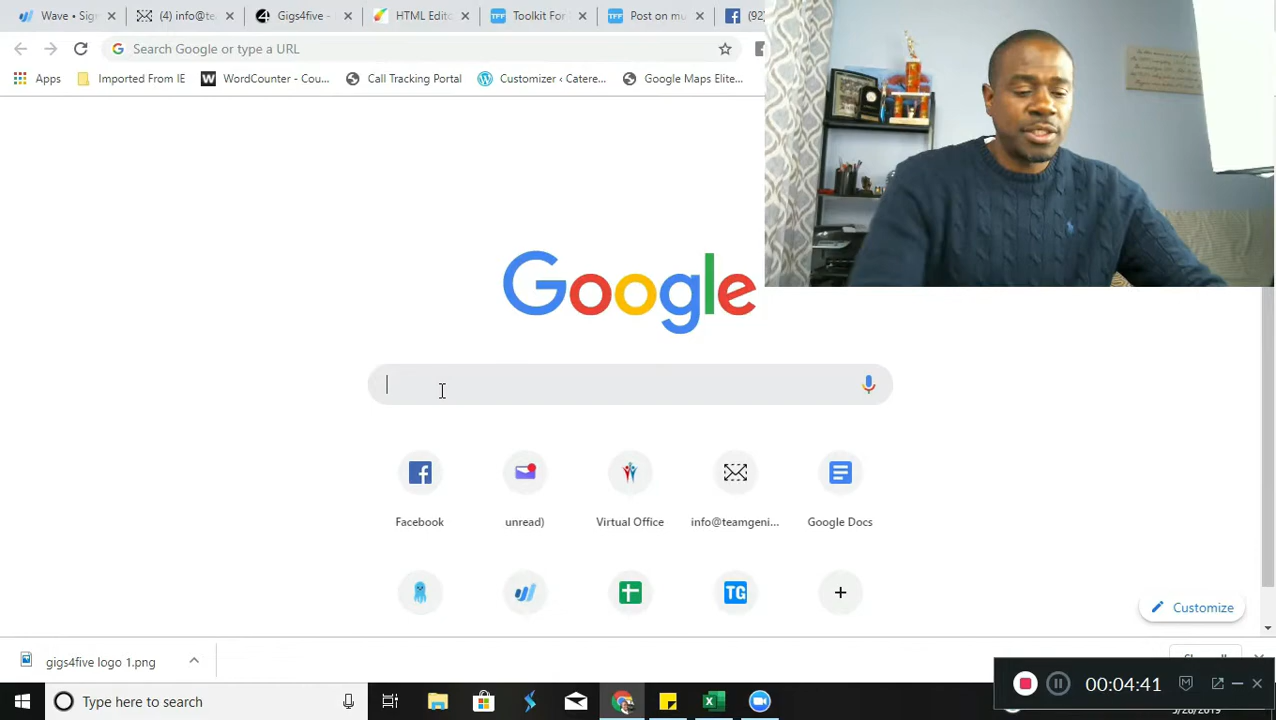 Wave • Sig
(4) info@te
Gigs4five -
HTML Edito
Toolkit For
Post on mu
(92)
Search Google or type a URL
Apps
Imported From IE
WordCounter - Cou...
Call Tracking Portal
Customizer ‹ Catere...
Google Maps Elite...
Google
Facebook
unread)
Virtual Office
info@teamgeni...
Google Docs
TG
Customize
gigs4five logo 1.png
Type here to search
00:04:41